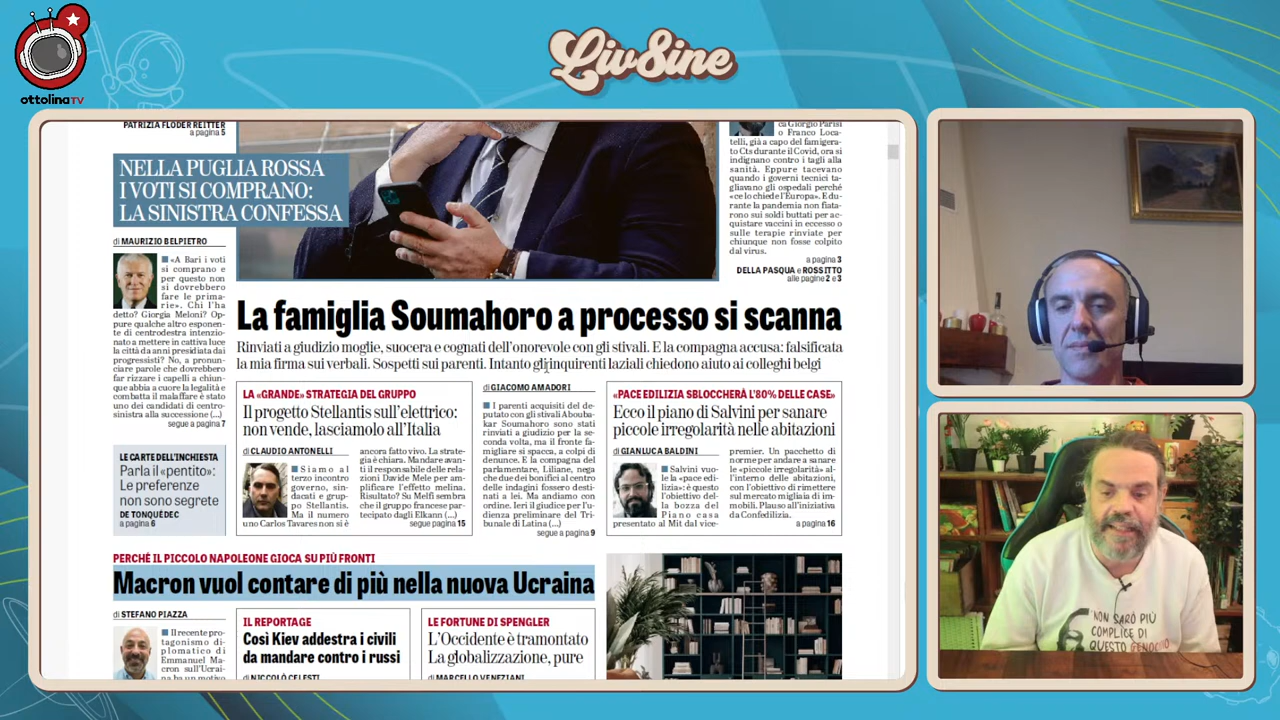 ottolinaTV
Liv8ine
PATRIZIA FLODER REITTER
a pagina 5
NELLA PUGLIA ROSSA
I VOTI SI COMPRANO:
LA SINISTRA CONFESSA
di MAURIZIO BELPIETRO
«A Bari i voti
si comprano e
per questo non
si dovrebbero
fare le prima-
rie». Chi l'ha
detto? Giorgia Meloni? Op-
pure qualche altro esponen-
te di centrodestra intenzio-
nato a mettere in cattiva luce
la città da anni presidiata dai
progressisti? No, a pronun-
ciare parole che dovrebbero
far rizzare i capelli a chiun-
que abbia a cuore la legalità e
combatta il malaffare è stato
uno dei candidati di centro-
sinistra alla successione (...)
segue a pagina 7
LE CARTE DELL'INCHIESTA
Parla il «pentito»:
Le preferenze
non sono segrete
DE TONQUÉDEC
a pagina 6
ca Giorgio Parisi
o Franco Loca-
telli, già a capo del famigera-
to Cts durante il Covid, ora si
indignano contro i tagli alla
sanità. Eppure tacevano
quando i governi tecnici ta-
gliavano gli ospedali perché
«ce lo chiede l'Europa». E du-
rante la pandemia non fiata-
rono sui soldi buttati per ac-
quistare vaccini in eccesso o
sulle terapie rinviate per
chiunque non fosse colpito
dal virus.
a pagina 3
DELLA PASQUA e ROSSITTO
alle pagine 2 e 3
La famiglia Soumahoro a processo si scanna
Rinviati a giudizio moglie, suocera e cognati dell'onorevole con gli stivali. E la compagna accusa: falsificata
la mia firma sui verbali. Sospetti sui parenti. Intanto gli inquirenti laziali chiedono aiuto ai colleghi belgi
LA «GRANDE» STRATEGIA DEL GRUPPO
Il progetto Stellantis sull'elettrico:
non vende, lasciamolo all'Italia
di CLAUDIO ANTONELLI
Siamo al
terzo incontro
governo, sin-
dacati e grup-
po Stellantis.
Ma il numero
uno Carlos Tavares non si è
ancora fatto vivo. La strate-
gia è chiara. Mandare avan-
ti il responsabile delle rela-
zioni Davide Mele per am-
plificare l'effetto melina.
Risultato? Su Melfi sembra
che il gruppo francese par-
tecipato dagli Elkann (...)
segue pagina 15
di GIACOMO AMADORI
I parenti acquisiti del de-
putato con gli stivali Abouba-
kar Soumahoro sono stati
rinviati a giudizio per la se-
conda volta, ma il fronte fa-
migliare si spacca, a colpi di
denunce. E la compagna del
parlamentare, Liliane, nega
che due dei bonifici al centro
delle indagini fossero desti-
nati a lei. Ma andiamo con
ordine. Ieri il giudice per l'u-
dienza preliminare del Tri-
bunale di Latina (...)
segue a pagina 9
«PACE EDILIZIA SBLOCCHERÀ L'80% DELLE CASE»
Ecco il piano di Salvini per sanare
piccole irregolarità nelle abitazioni
di GIANLUCA BALDINI
Salvini vuo-
le la «pace edi-
lizia»: è questo
l'obiettivo del-
la bozza del
Piano casa
presentato al Mit dal vice-
premier. Un pacchetto di
norme per andare a sanare
le «piccole irregolarità» al-
l'interno delle abitazioni,
con l'obiettivo di rimettere
sul mercato migliaia di im-
mobili. Plauso all'iniziativa
da Confedilizia.
a pagina 16
PERCHÉ IL PICCOLO NAPOLEONE GIOCA SU PIÙ FRONTI
Macron vuol contare di più nella nuova Ucraina
di STEFANO PIAZZA
Il recente pro-
tagonismo di-
plomatico di
Emmanuel Ma-
cron sull'Ucrai-
na ha un motivo
IL REPORTAGE
Così Kiev addestra i civili
da mandare contro i russi
di NICCOLÒ CELESTI
LE FORTUNE DI SPENGLER
L'Occidente è tramontato
La globalizzazione, pure
di MARCELLO VENEZIANI
"NON SARÒ PIÙ
COMPLICE DI
QUESTO GENOCIDIO